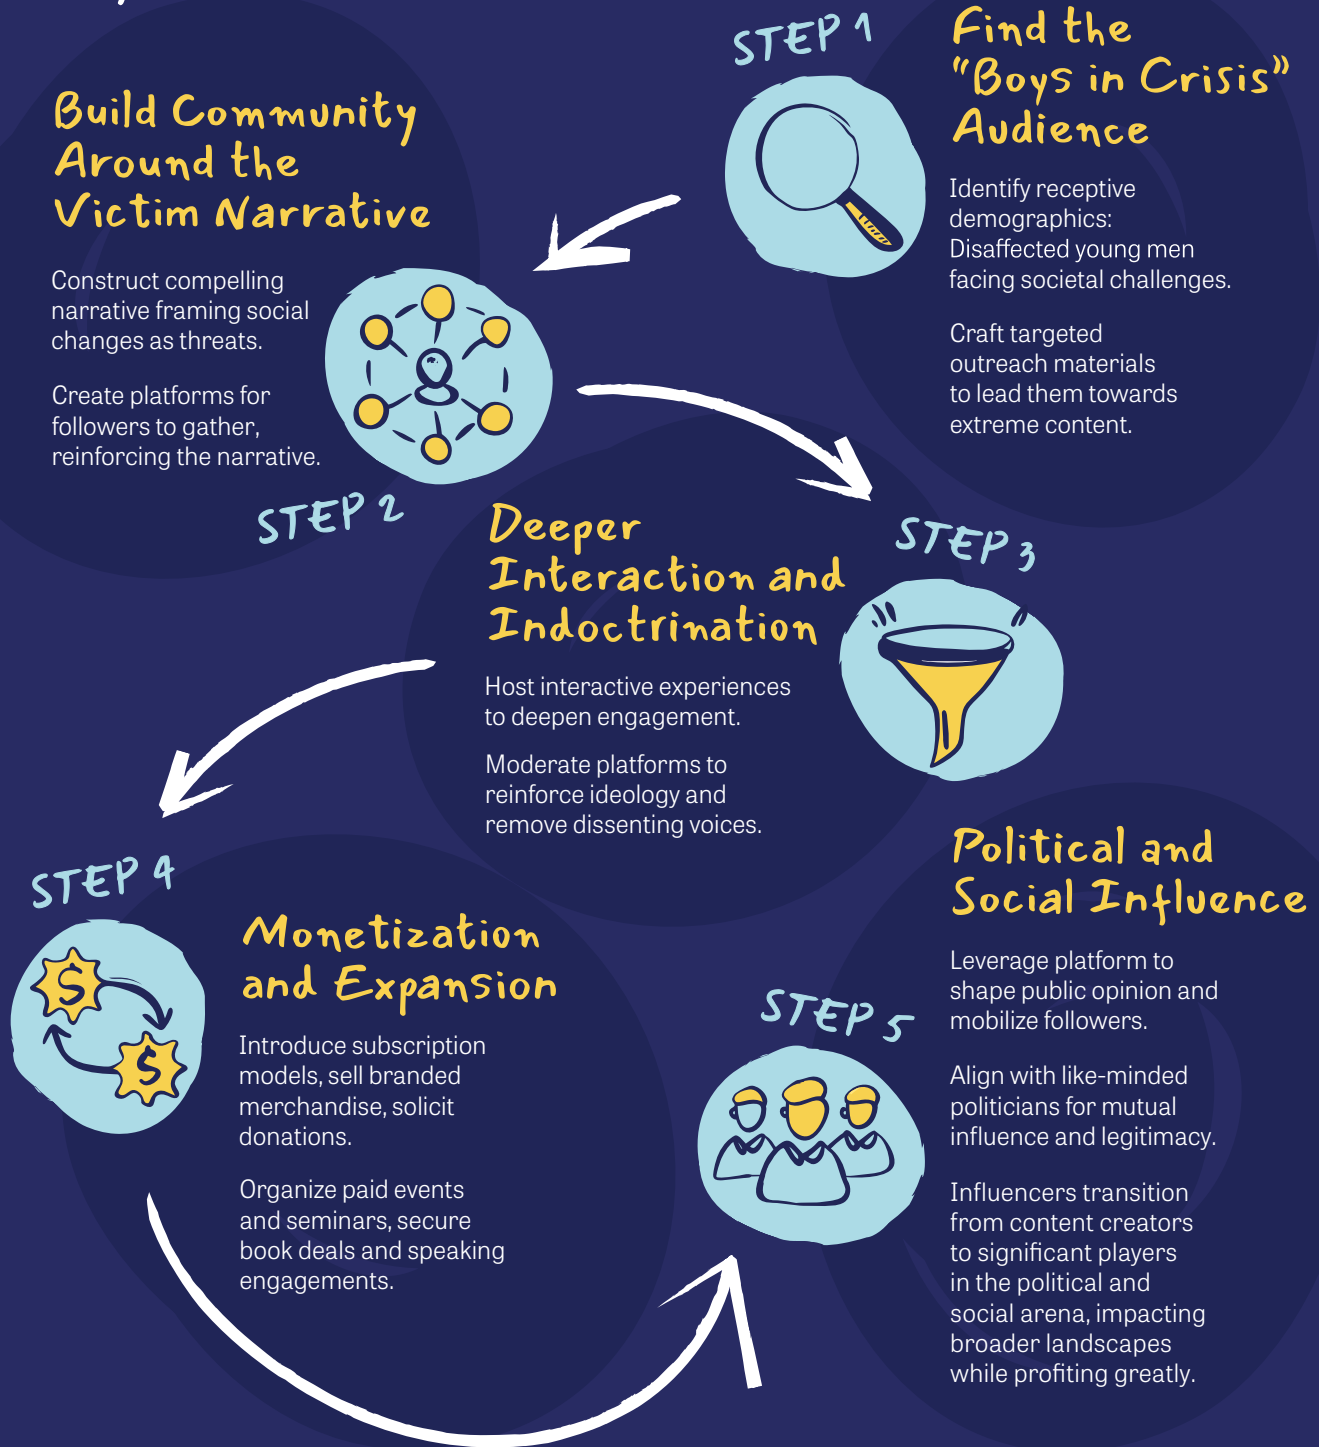 STEP 1
Find the
“Boys in Crisis”
Audience
Identify receptive
demographics:
Disaffected young men
facing societal challenges.
Craft targeted
outreach materials
to lead them towards
extreme content.
Build Community
Around the
Victim Narrative
Construct compelling
narrative framing social
changes as threats.
Create platforms for
followers to gather,
reinforcing the narrative.
STEP 2
Deeper
Interaction and
Indoctrination
STEP 3
Host interactive experiences
to deepen engagement.
Moderate platforms to
reinforce ideology and
remove dissenting voices.
STEP 4
Monetization
and Expansion
Introduce subscription
models, sell branded
merchandise, solicit
donations.
Organize paid events
and seminars, secure
book deals and speaking
engagements.
$
$
STEP 5
Political and
Social Influence
Leverage platform to
shape public opinion and
mobilize followers.
Align with like-minded
politicians for mutual
influence and legitimacy.
Influencers transition
from content creators
to significant players
in the political and
social arena, impacting
broader landscapes
while profiting greatly.